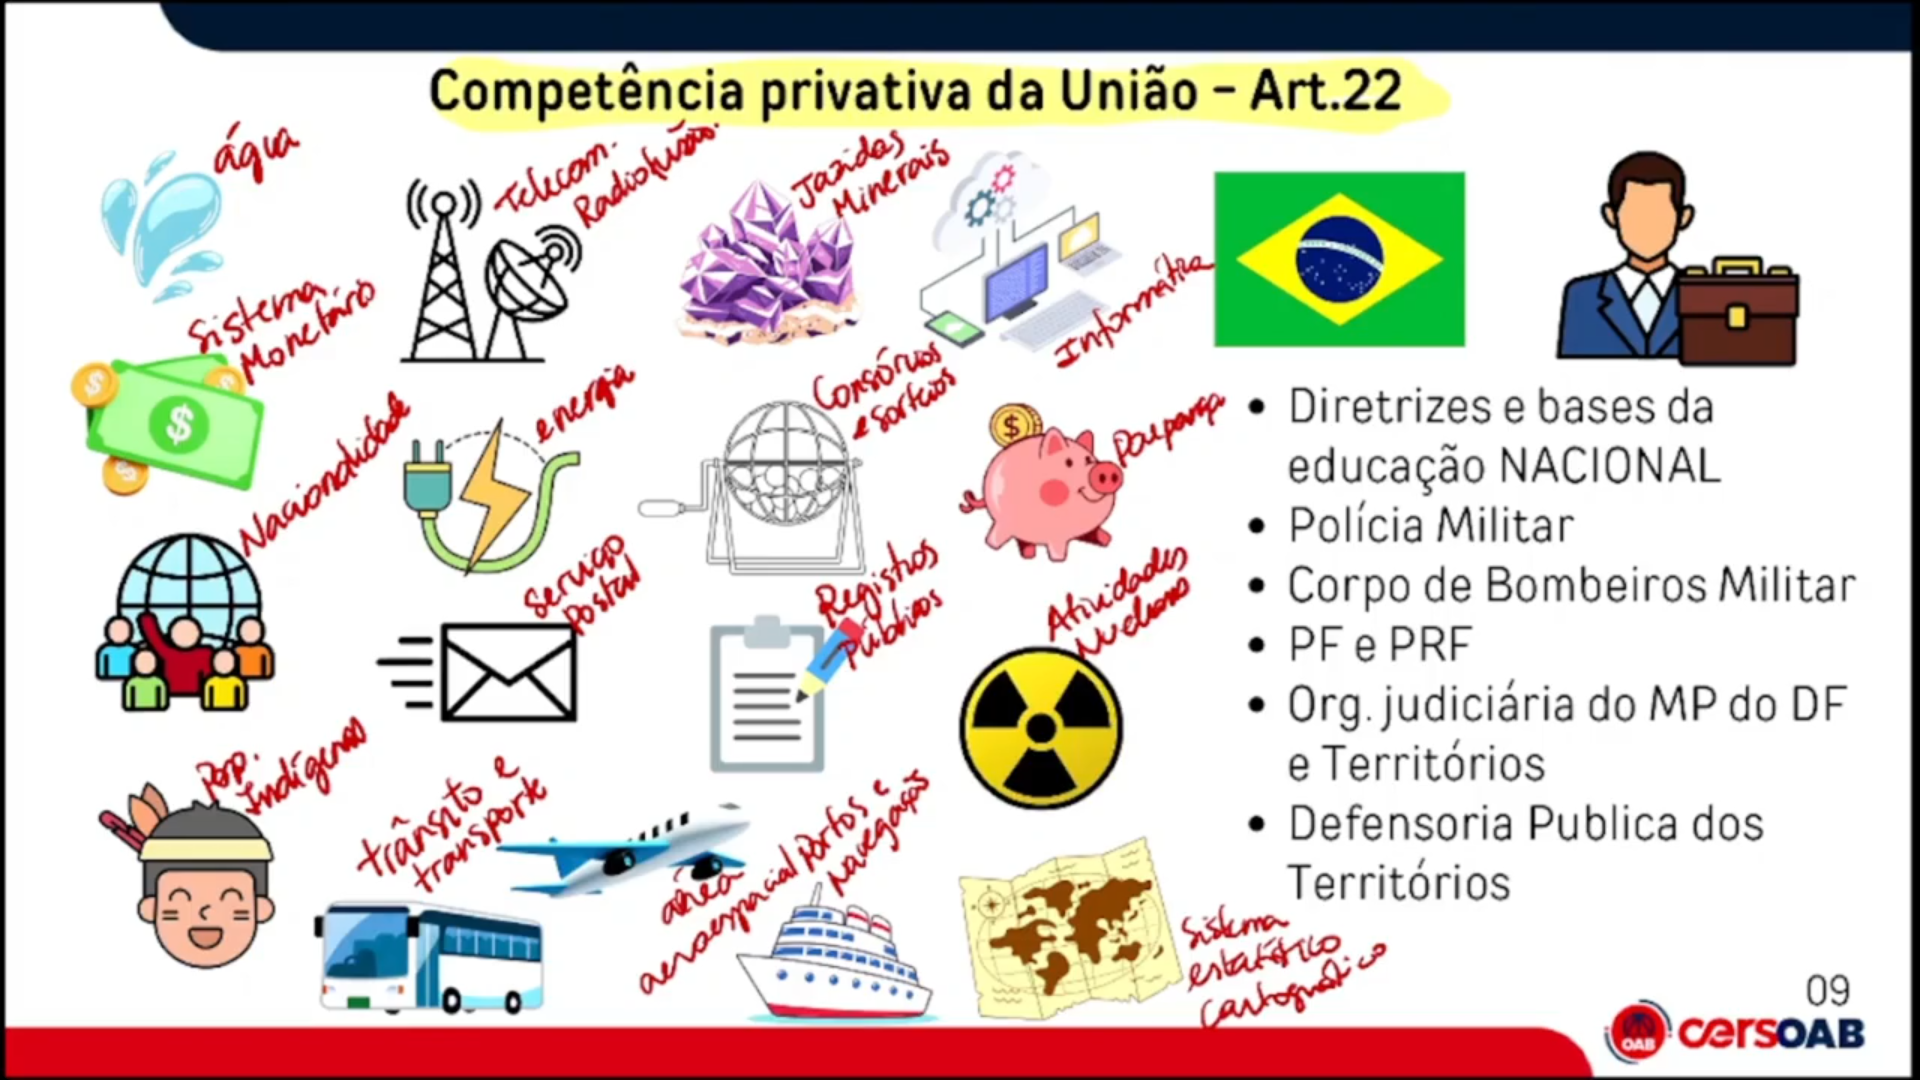 Competência privativa da União – Art.22
água
Telecom.
Radiofusão.
Jazidas
Minerais
Informática
Sistema
Monetário
energia
Consórcios
e sorteios
Poupança
Nacionalidade
Serviço
Postal
Registros
Públicos
Atividades
Nucleares
Pop.
Indígenas
trânsito e
transporte
aérea
aeroespacial
Portos e
Navegação
Sistema
estatístico
Cartográfico
• Diretrizes e bases da
educação NACIONAL
• Polícia Militar
• Corpo de Bombeiros Militar
• PF e PRF
• Org. judiciária do MP do DF
e Territórios
• Defensoria Publica dos
Territórios
09
OAB
cersOAB